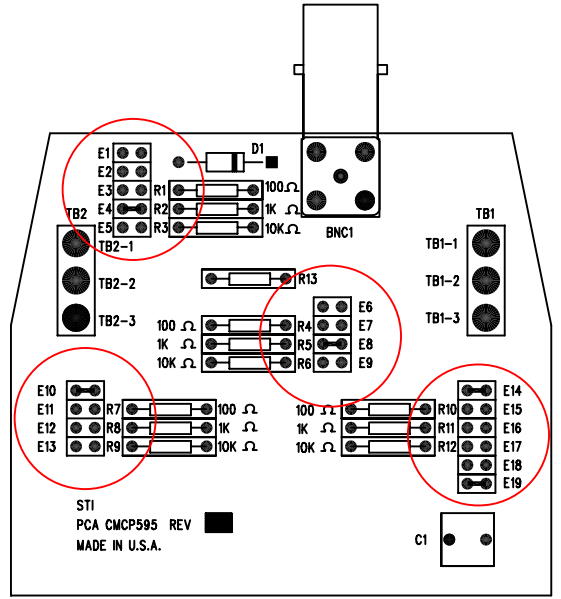 D1
E1
E2
E3 R1 100 Ω
TB2 E4 R2 1K Ω
E5 R3 10K Ω
BNC1
TB1
TB2-1
TB2-2
TB2-3
TB1-1
TB1-2
TB1-3
R13
E6
100 Ω R4 E7
1K Ω R5 E8
10K Ω R6 E9
E10
E11 R7 100 Ω
E12 R8 1K Ω
E13 R9 10K Ω
E14
100 Ω R10 E15
1K Ω R11 E16
10K Ω R12 E17
E18
E19
STI
PCA CMCP595 REV
MADE IN U.S.A.
C1